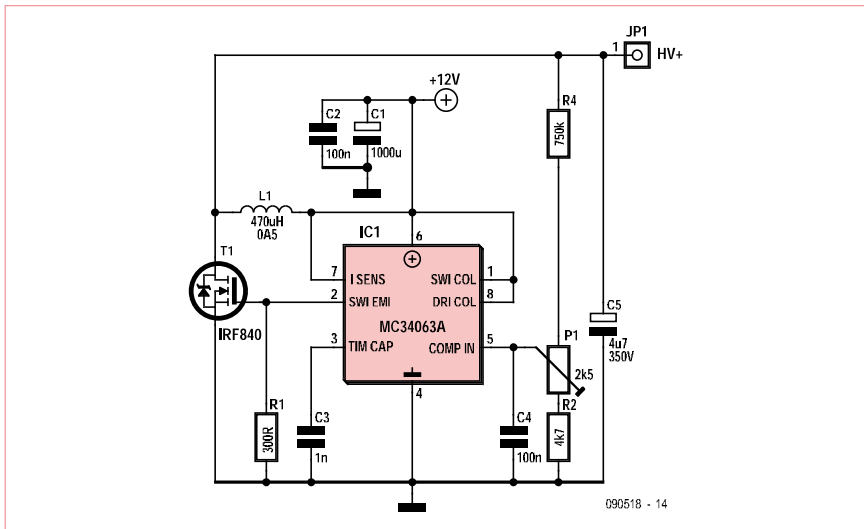 JP1
1
HV+
+12V
C2
100n
C1
1000u
R4
750k
L1
470uH
0A5
T1
IRF840
IC1
6
7 I SENS
SWI COL 1
2 SWI EMI
DRI COL 8
MC34063A
3 TIM CAP
COMP IN 5
4
P1
2k5
C5
4u7
350V
R1
300R
C3
1n
C4
100n
R2
4k7
090518 - 14